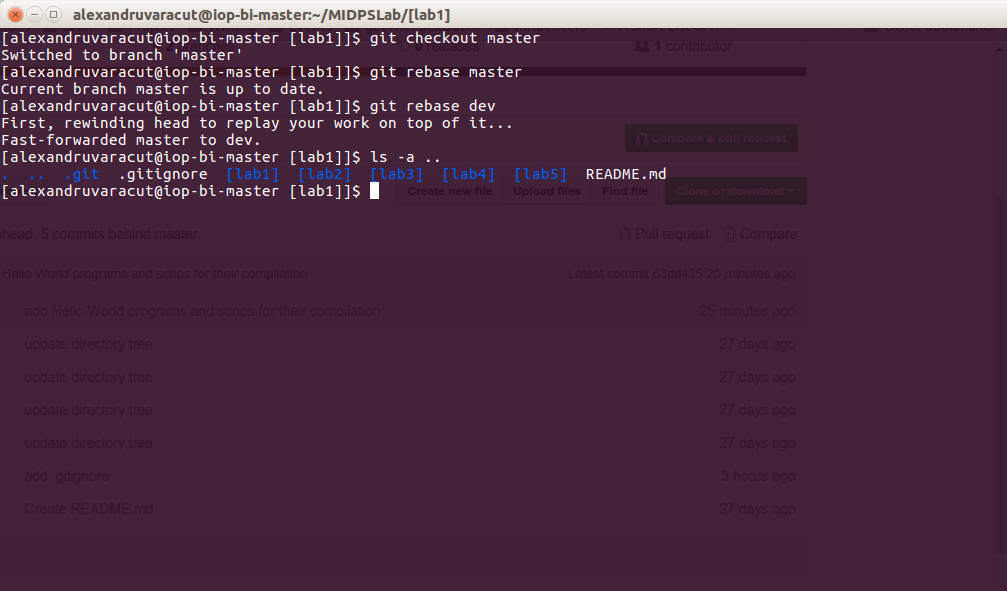 alexandruvaracut@iop-bi-master:~/MIDPSLab/[lab1]
[alexandruvaracut@iop-bi-master [lab1]]$ git checkout master
Switched to branch 'master'
[alexandruvaracut@iop-bi-master [lab1]]$ git rebase master
Current branch master is up to date.
[alexandruvaracut@iop-bi-master [lab1]]$ git rebase dev
First, rewinding head to replay your work on top of it...
Fast-forwarded master to dev.
[alexandruvaracut@iop-bi-master [lab1]]$ ls -a ..
. .. .git .gitignore [lab1] [lab2] [lab3] [lab4] [lab5] README.md
[alexandruvaracut@iop-bi-master [lab1]]$
0 releases 1 contributor
Compare & pull request
Create new file Upload files Find file Clone or download
ahead, 5 commits behind master. Pull request Compare
Hello World programs and scrips for their compilation Latest commit 63dd435 25 minutes ago
add Hello World programs and scrips for their compilation 25 minutes ago
update directory tree 27 days ago
update directory tree 27 days ago
update directory tree 27 days ago
update directory tree 27 days ago
add .gitignore 3 hours ago
Create README.md 27 days ago